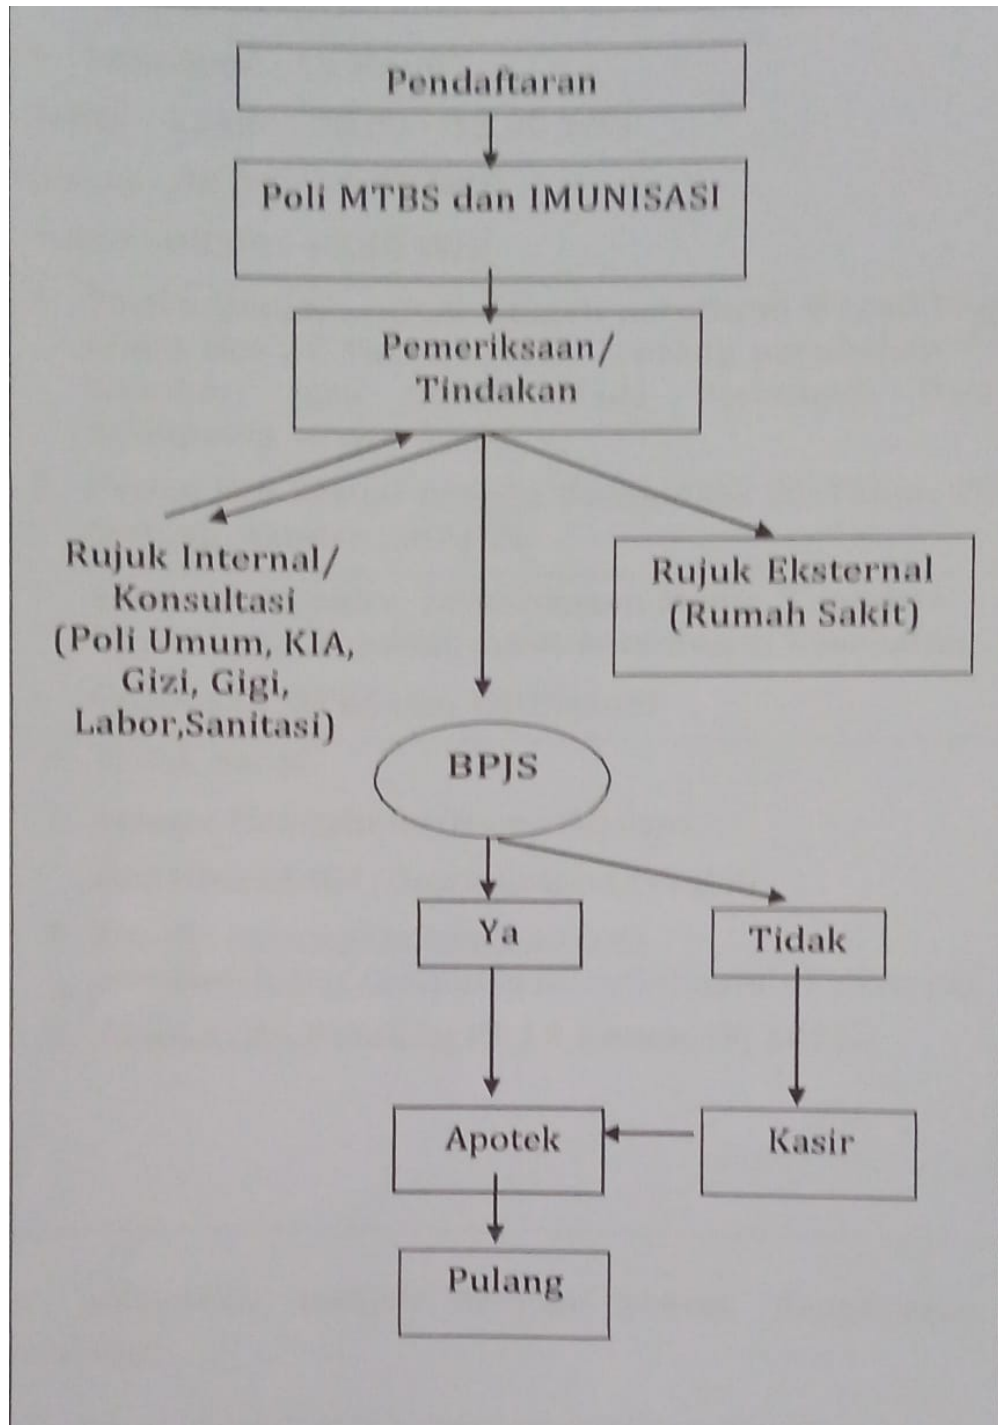 Pendaftaran
Poli MTBS dan IMUNISASI
Pemeriksaan/
Tindakan
Rujuk Internal/
Konsultasi
(Poli Umum, KIA,
Gizi, Gigi,
Labor,Sanitasi)
Rujuk Eksternal
(Rumah Sakit)
BPJS
Ya
Tidak
Apotek
Kasir
Pulang